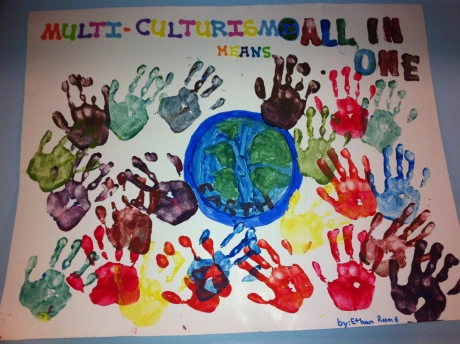 MULTI-CULTURISM ALL IN
MEANS ONE
EARTH
by: Ethan Room 8